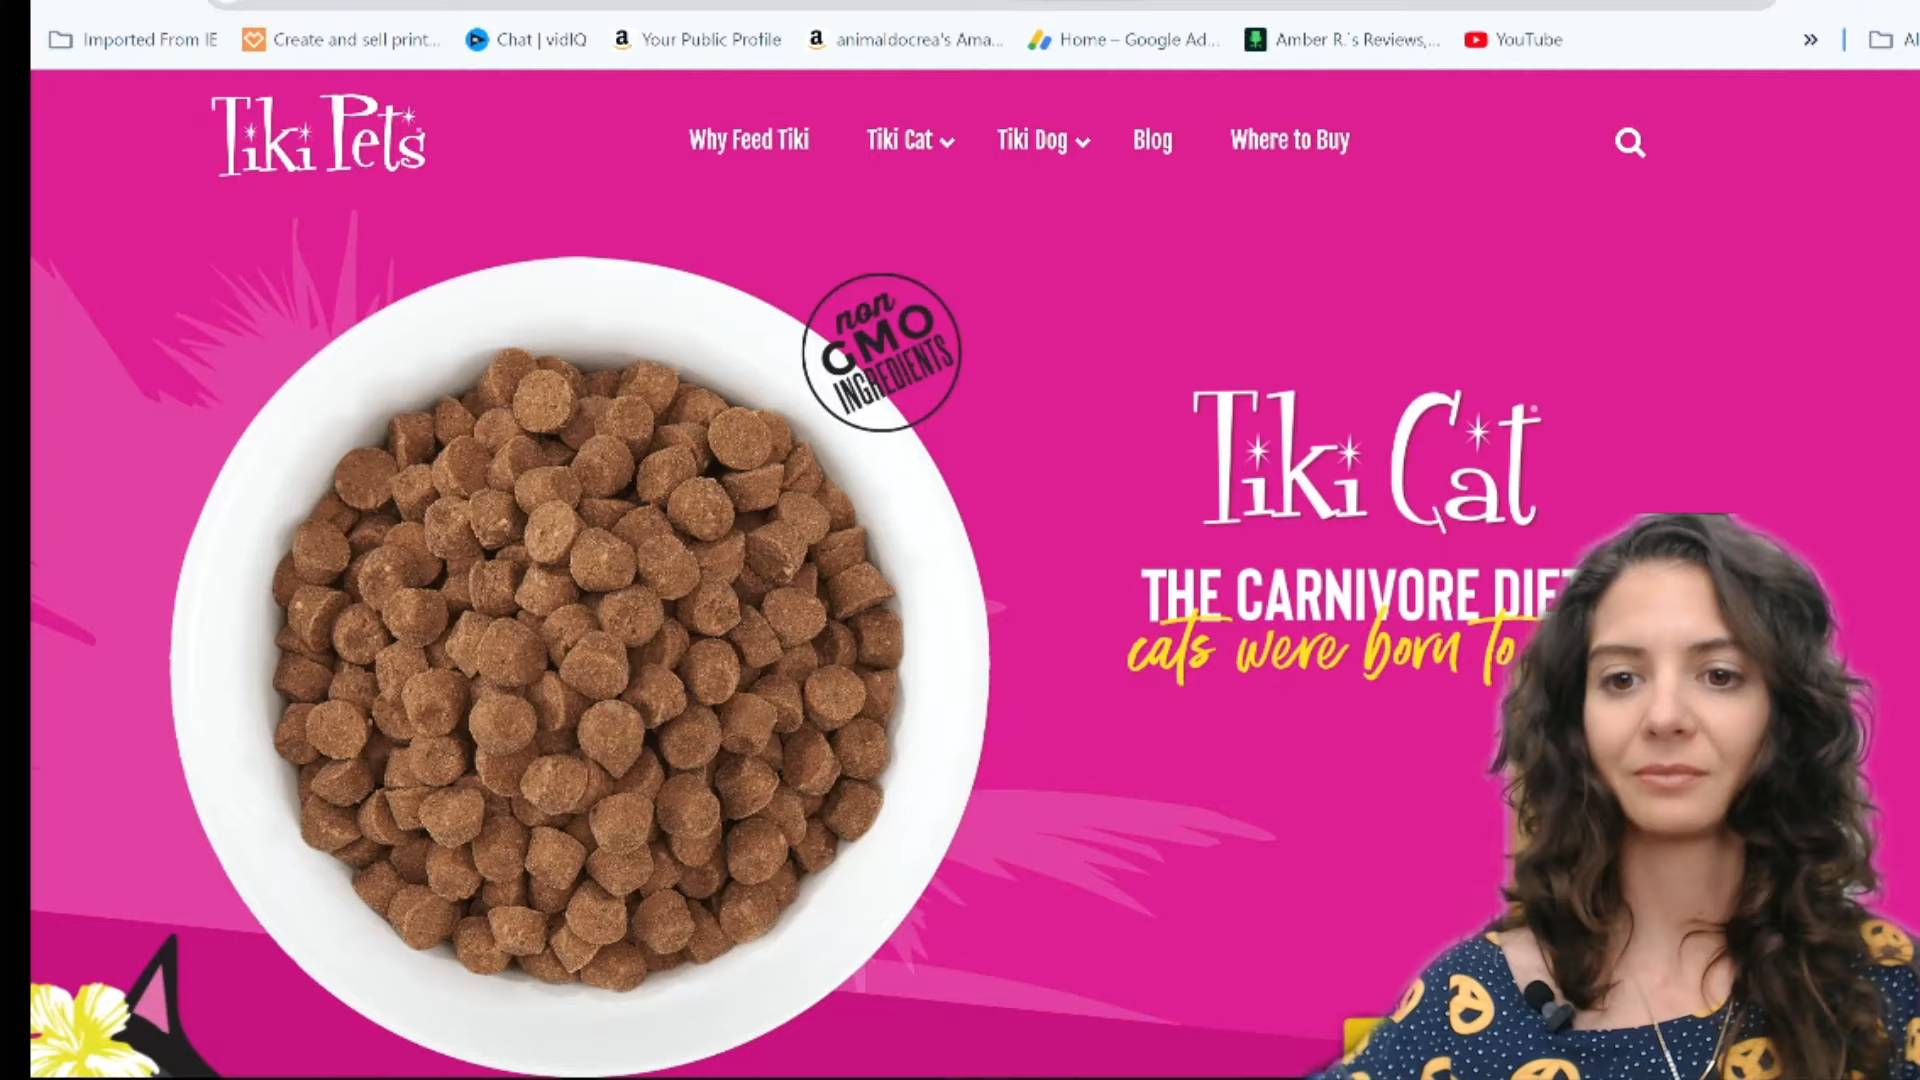 Imported From IE
Create and sell print...
Chat | vidIQ
Your Public Profile
animaldocrea's Ama...
Home – Google Ad...
Amber R.'s Reviews,...
YouTube
»
Al
Tiki Pets
Why Feed Tiki
Tiki Cat
Tiki Dog
Blog
Where to Buy
non
GMO
INGREDIENTS
Tiki Cat
THE CARNIVORE DIET
cats were born to